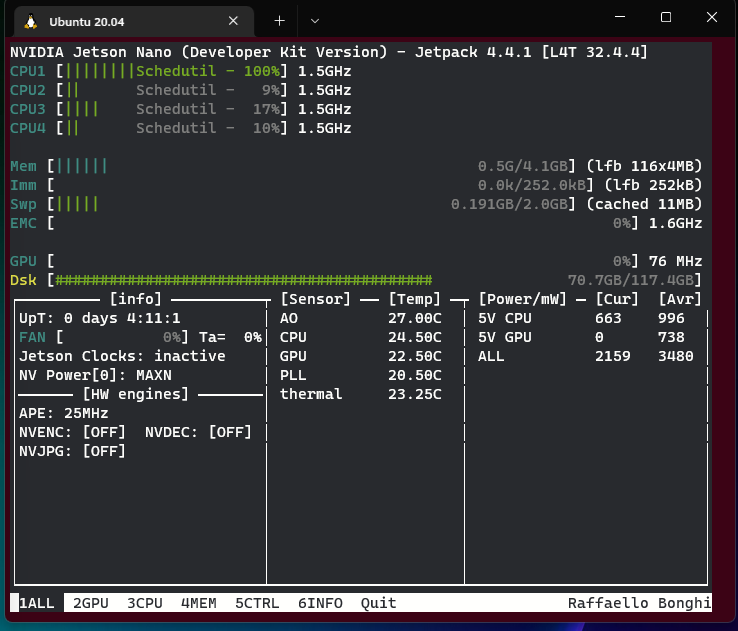 Ubuntu 20.04
NVIDIA Jetson Nano (Developer Kit Version) - Jetpack 4.4.1 [L4T 32.4.4]
CPU1 [||||||||Schedutil - 100%] 1.5GHz
CPU2 [|| Schedutil - 9%] 1.5GHz
CPU3 [|||| Schedutil - 17%] 1.5GHz
CPU4 [|| Schedutil - 10%] 1.5GHz
Mem [|||||| 0.5G/4.1GB] (lfb 116x4MB)
Imm [ 0.0k/252.0kB] (lfb 252kB)
Swp [||||| 0.191GB/2.0GB] (cached 11MB)
EMC [ 0%] 1.6GHz
GPU [ 0%] 76 MHz
Dsk [########################################## 70.7GB/117.4GB]
[info] [Sensor] [Temp] [Power/mW] [Cur] [Avr]
UpT: 0 days 4:11:1 AO 27.00C 5V CPU 663 996
FAN [ 0%] Ta= 0% CPU 24.50C 5V GPU 0 738
Jetson Clocks: inactive GPU 22.50C ALL 2159 3480
NV Power[0]: MAXN PLL 20.50C
[HW engines] thermal 23.25C
APE: 25MHz
NVENC: [OFF] NVDEC: [OFF]
NVJPG: [OFF]
1ALL 2GPU 3CPU 4MEM 5CTRL 6INFO Quit Raffaello Bonghi